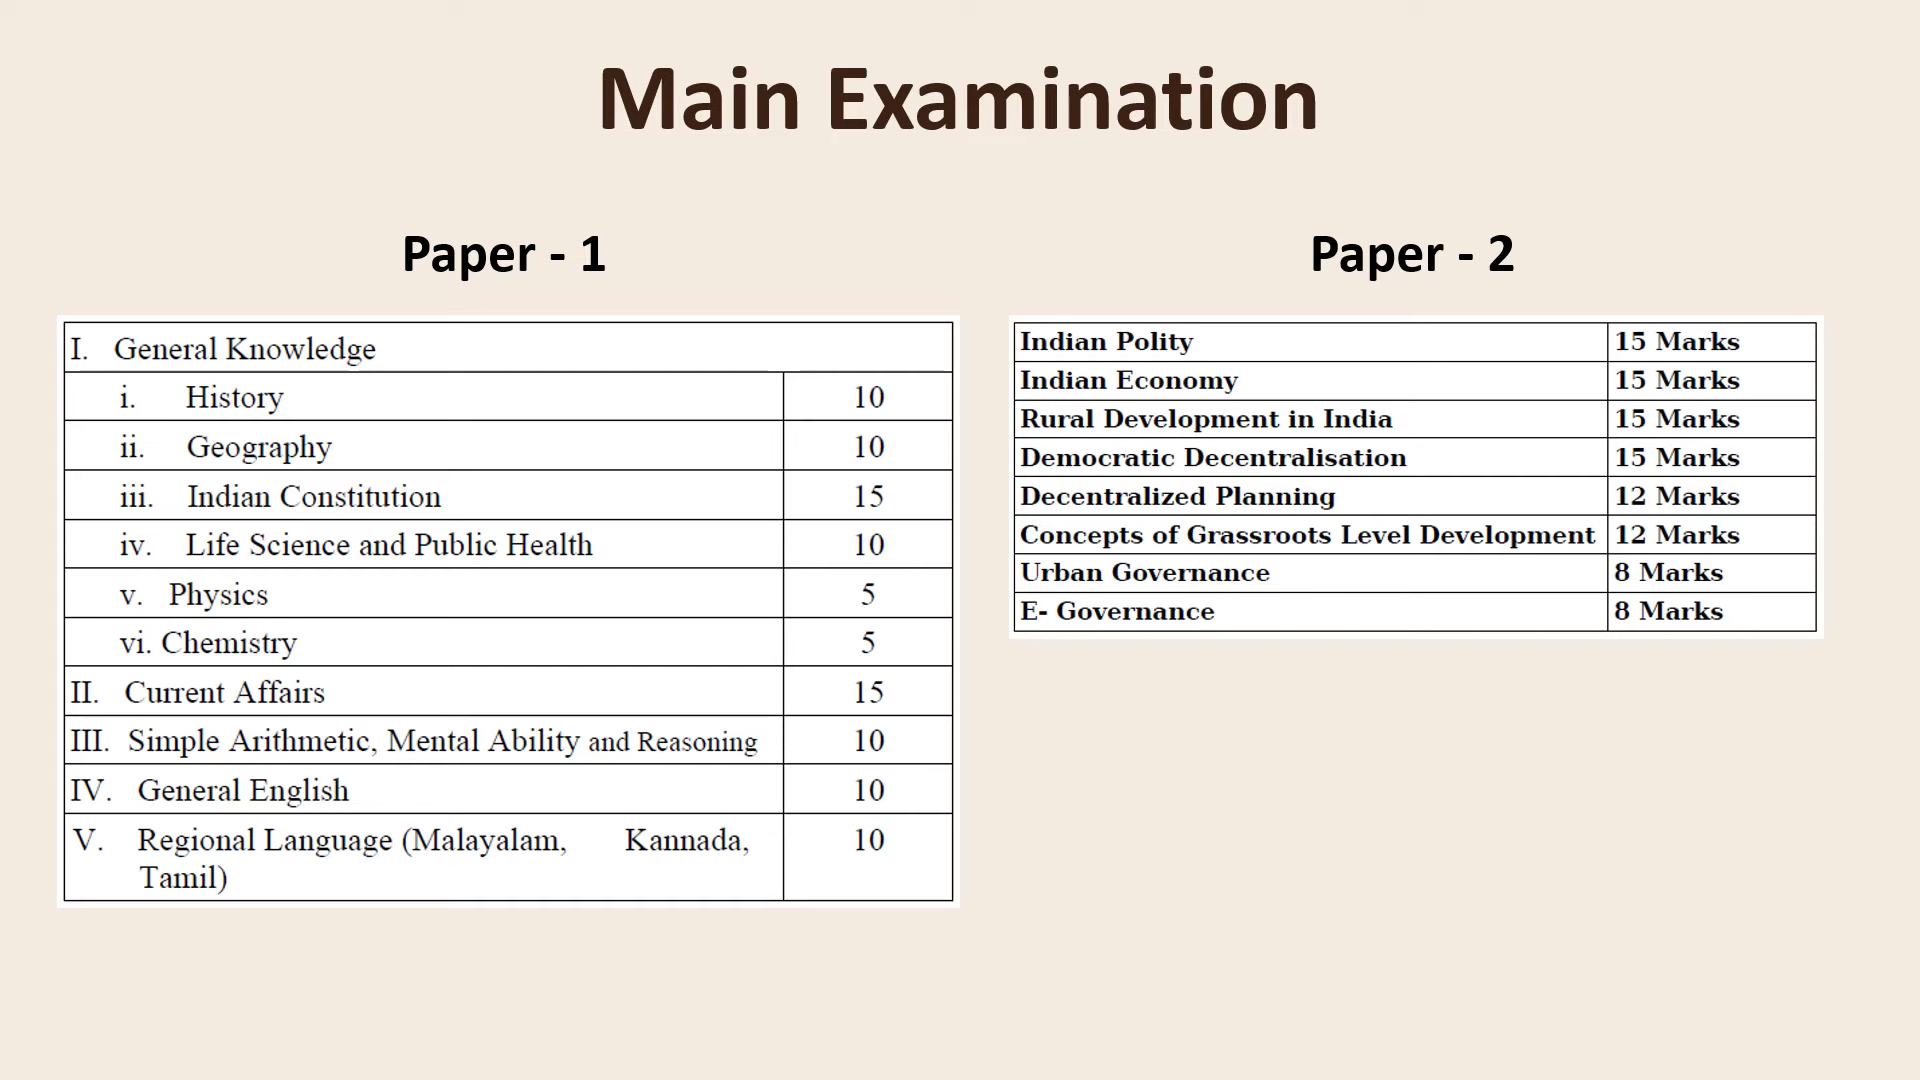 Main Examination
Paper - 1
I. General Knowledge
i. History 10
ii. Geography 10
iii. Indian Constitution 15
iv. Life Science and Public Health 10
v. Physics 5
vi. Chemistry 5
II. Current Affairs 15
III. Simple Arithmetic, Mental Ability and Reasoning 10
IV. General English 10
V. Regional Language (Malayalam, Kannada, 10
Tamil)
Paper - 2
Indian Polity 15 Marks
Indian Economy 15 Marks
Rural Development in India 15 Marks
Democratic Decentralisation 15 Marks
Decentralized Planning 12 Marks
Concepts of Grassroots Level Development 12 Marks
Urban Governance 8 Marks
E- Governance 8 Marks